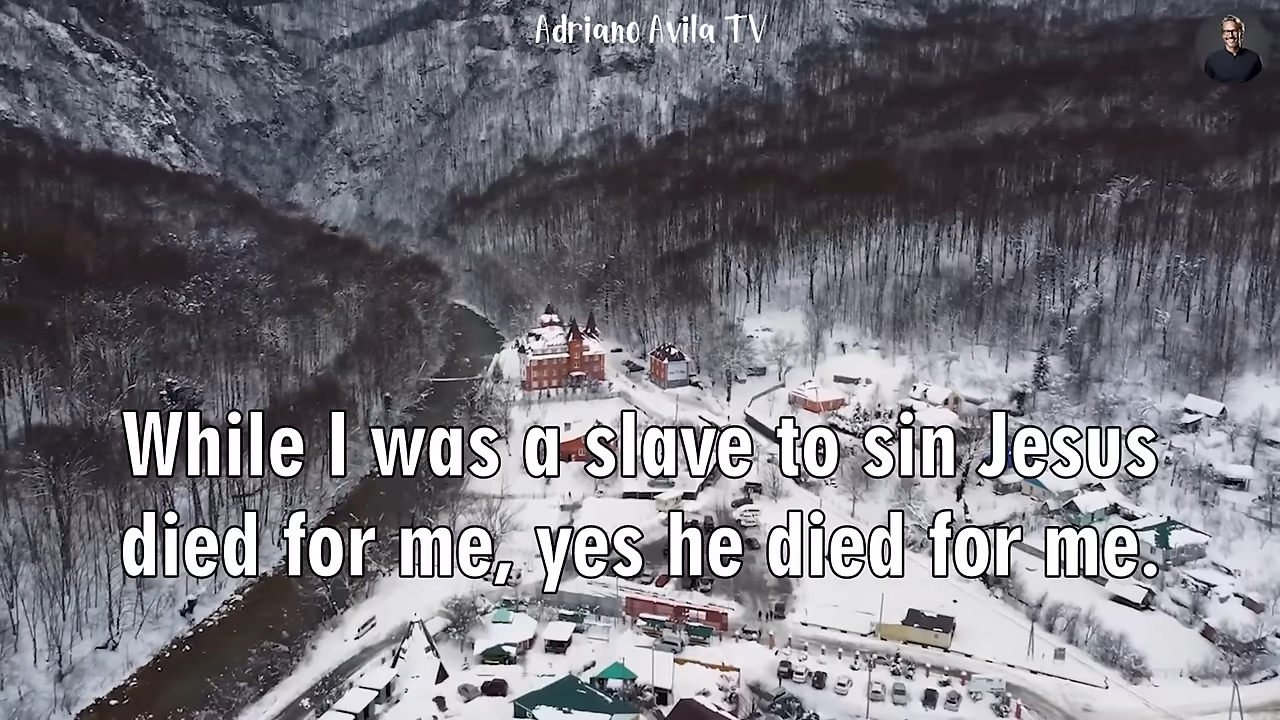 Adriano Avila TV
While I was a slave to sin Jesus
died for me, yes he died for me.